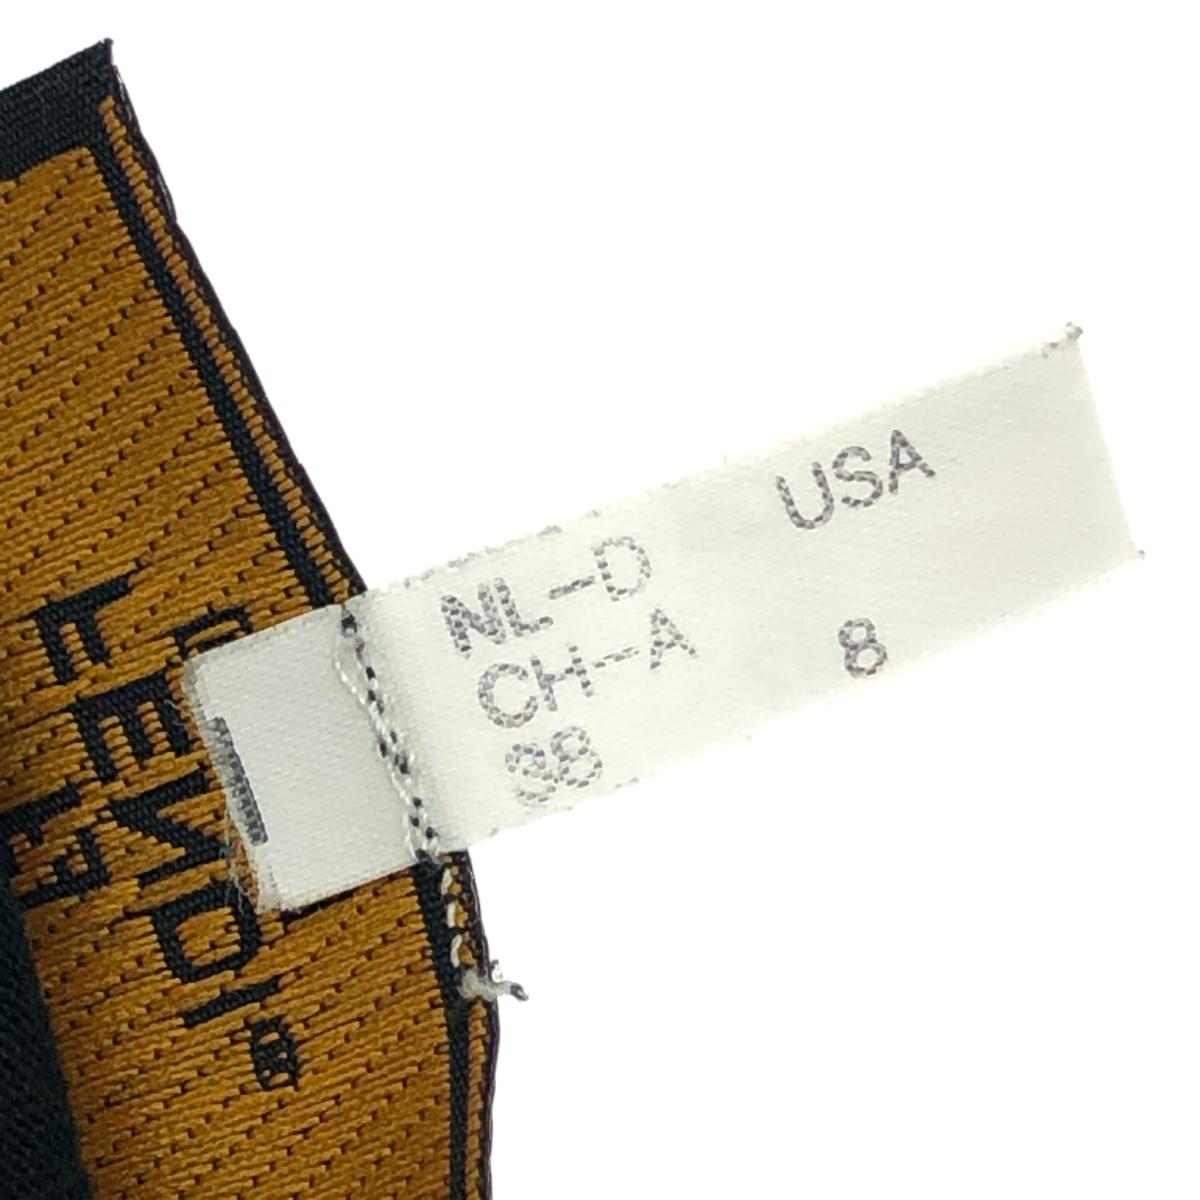 USA
8
NL-D
CH-A
38
FENDI®